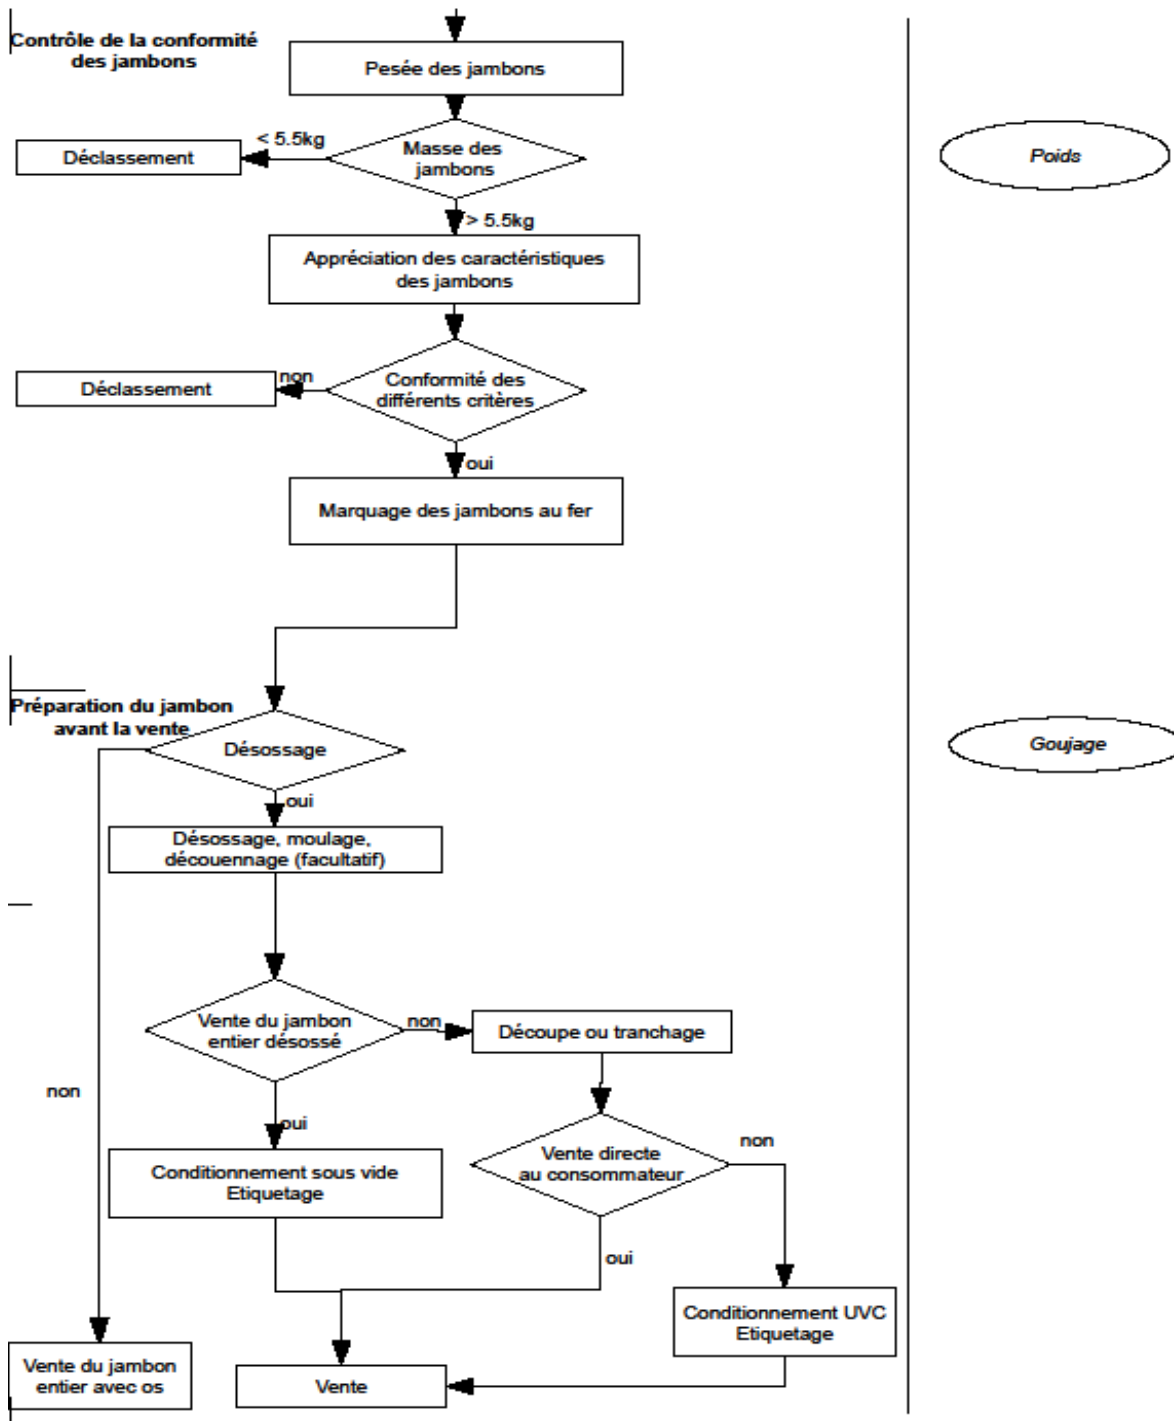 Contrôle de la conformité
des jambons
Pesée des jambons
< 5.5kg
Déclassement
Masse des
jambons
Poids
> 5.5kg
Appréciation des caractéristiques
des jambons
non
Déclassement
Conformité des
différents critères
oui
Marquage des jambons au fer
Préparation du jambon
avant la vente
Désossage
Goujage
oui
Désossage, moulage,
découennage (facultatif)
Vente du jambon
entier désossé
non
Découpe ou tranchage
non
oui
Conditionnement sous vide
Etiquetage
Vente directe
au consommateur
non
oui
Conditionnement UVC
Etiquetage
Vente du jambon
entier avec os
Vente